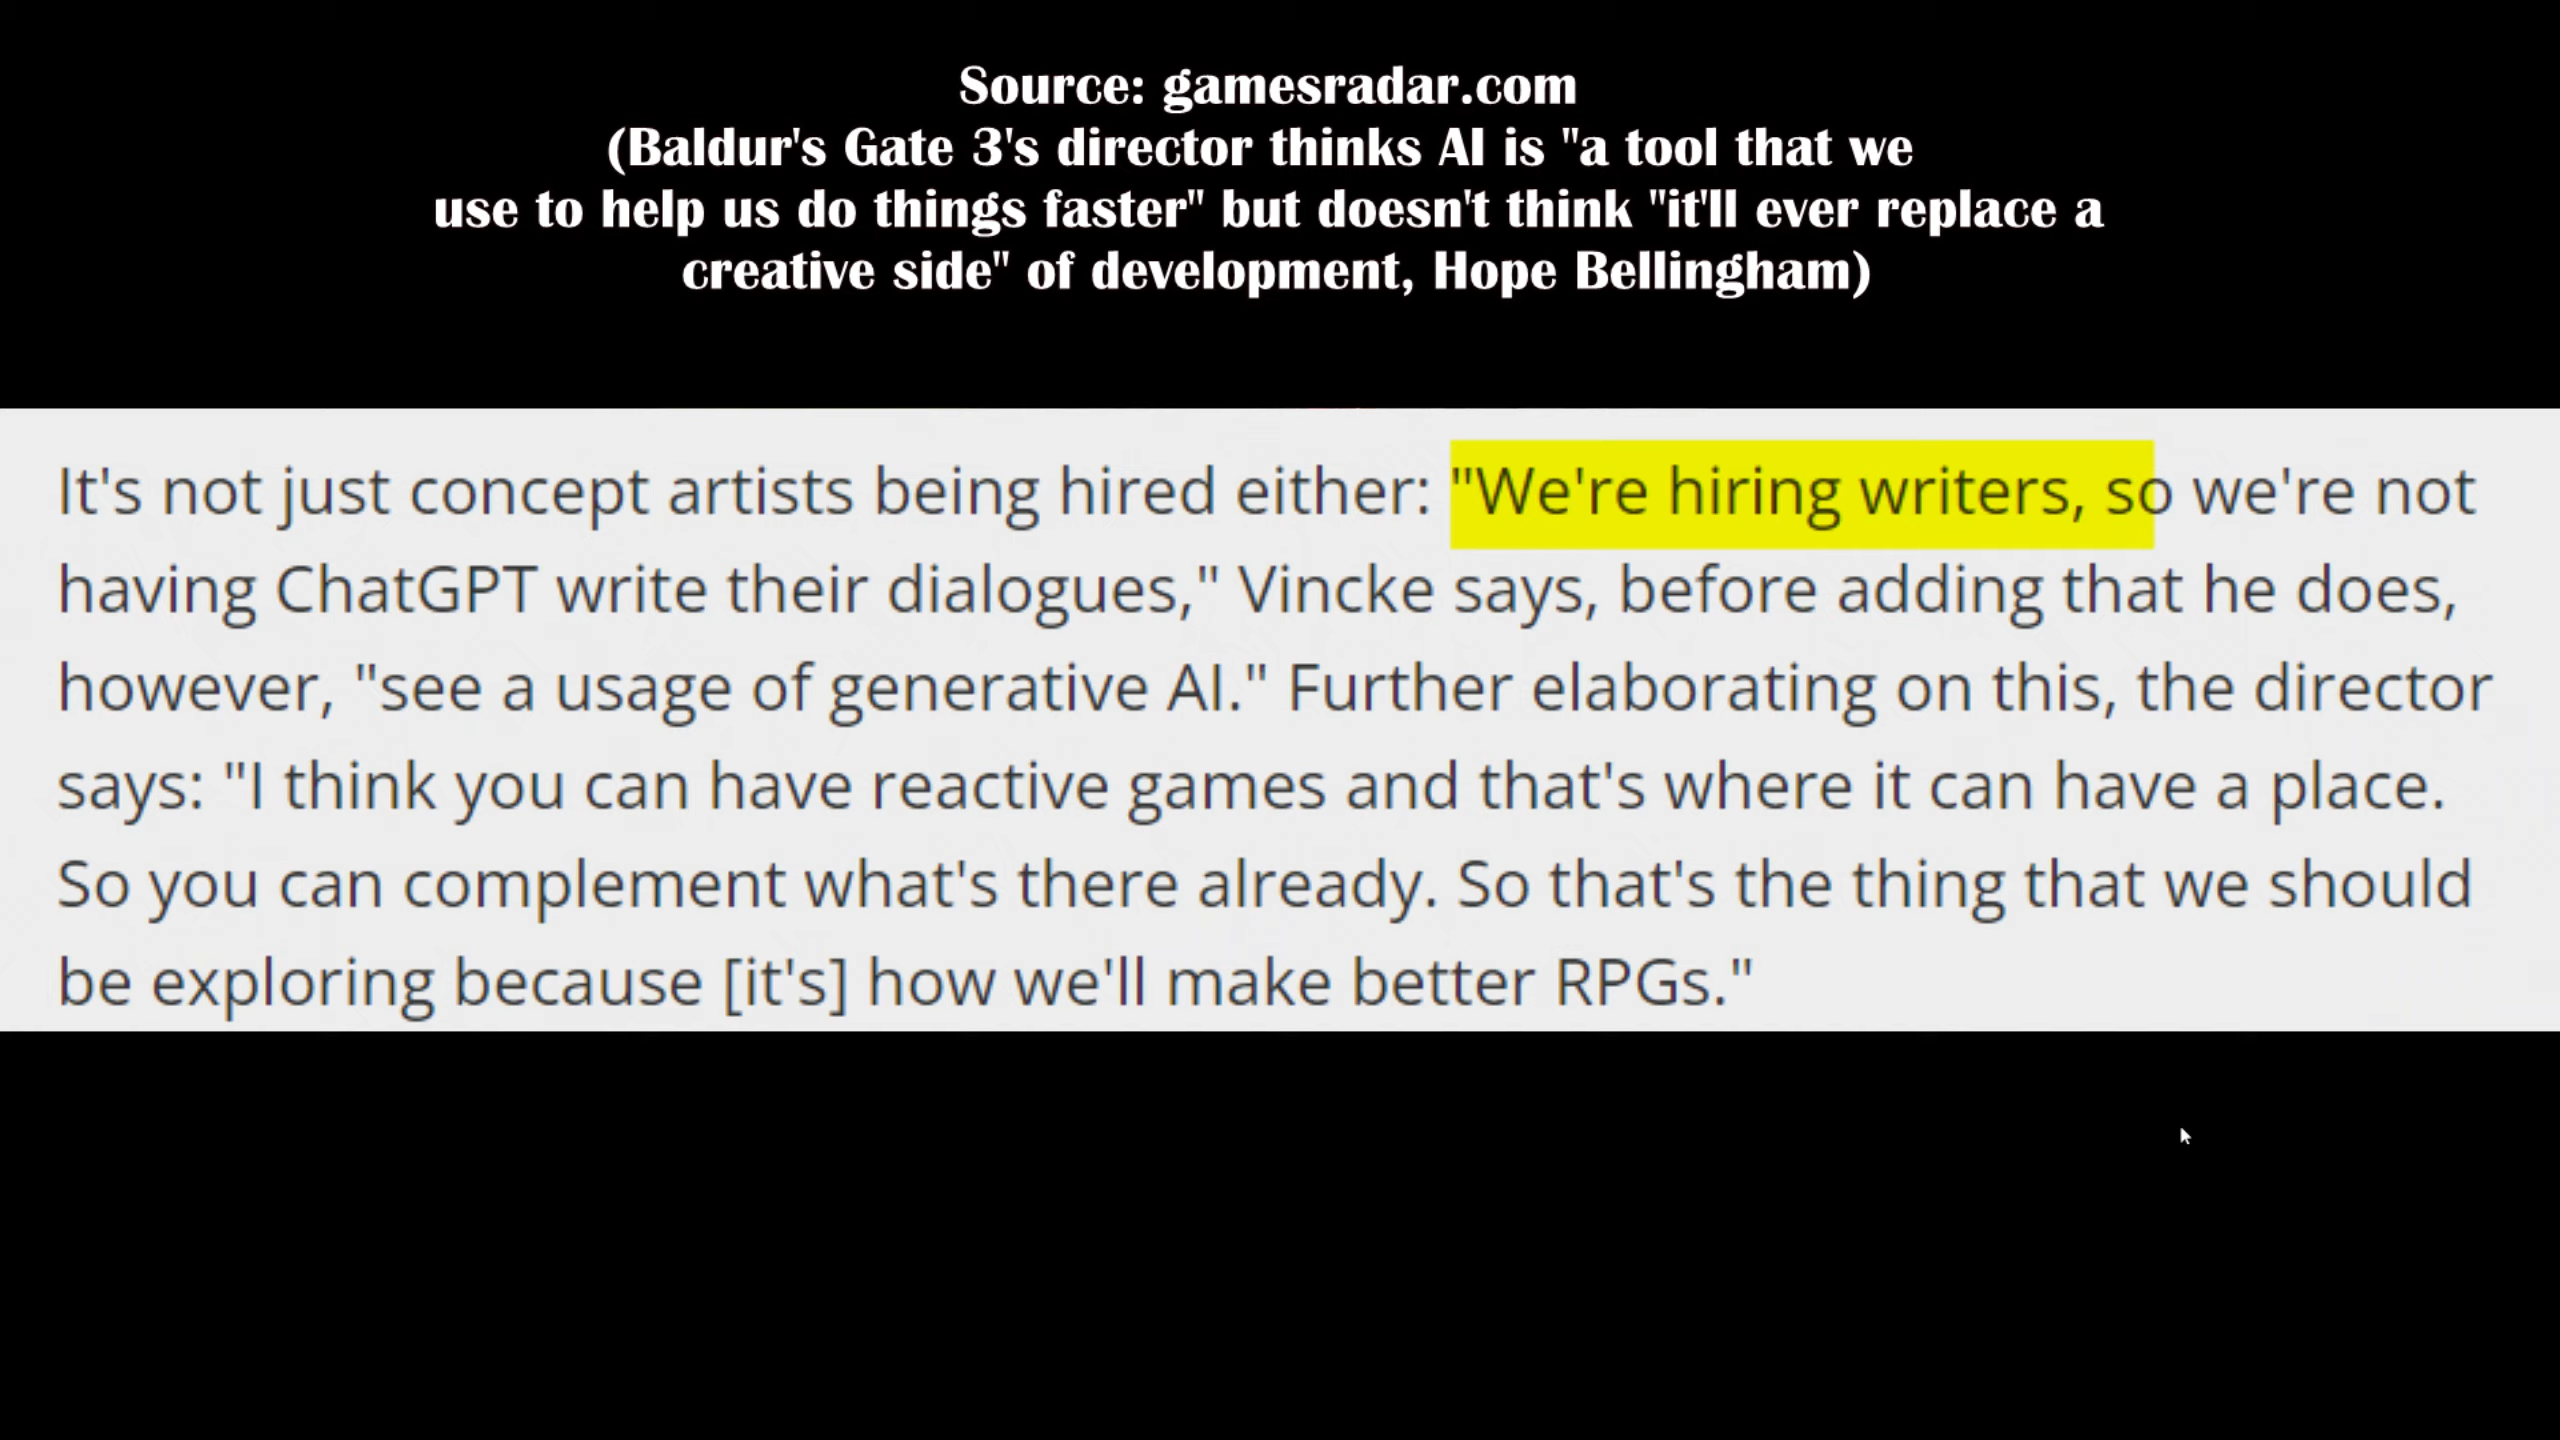 Source: gamesradar.com
(Baldur's Gate 3's director thinks AI is "a tool that we
use to help us do things faster" but doesn't think "it'll ever replace a
creative side" of development, Hope Bellingham)
It's not just concept artists being hired either: "We're hiring writers, so we're not
having ChatGPT write their dialogues," Vincke says, before adding that he does,
however, "see a usage of generative AI." Further elaborating on this, the director
says: "I think you can have reactive games and that's where it can have a place.
So you can complement what's there already. So that's the thing that we should
be exploring because [it's] how we'll make better RPGs."